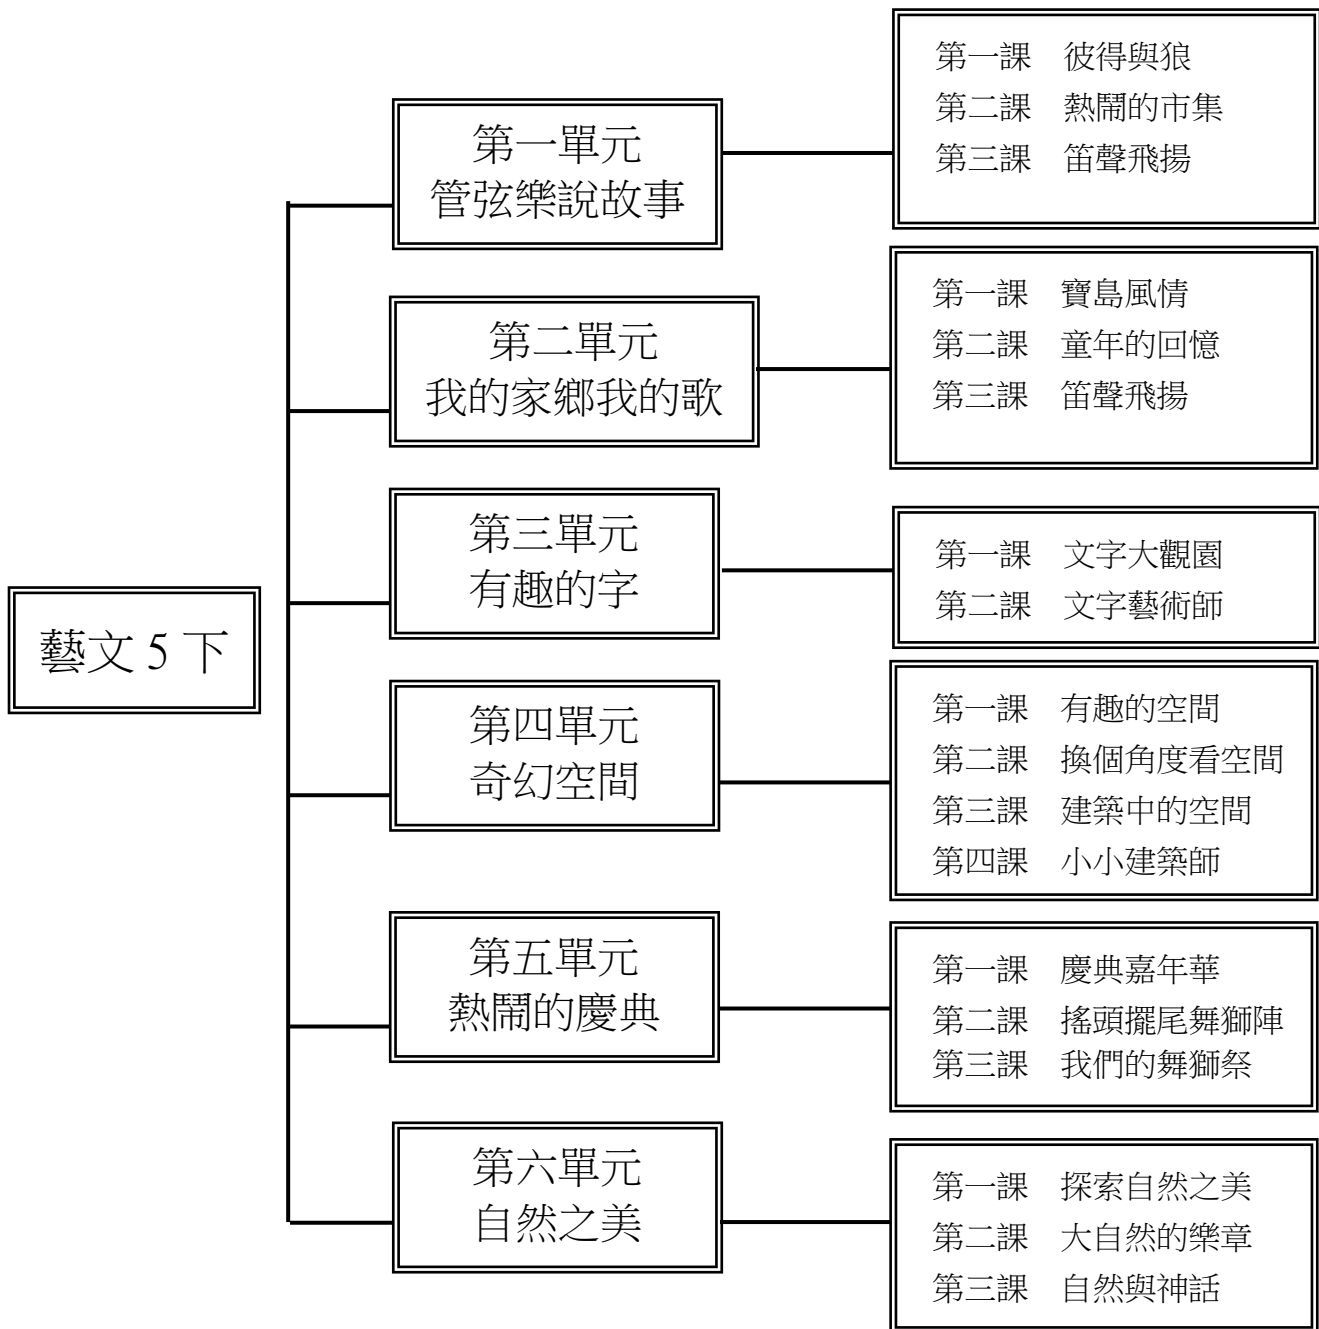 藝文 5 下
第一單元
管弦樂說故事
第一課　彼得與狼
第二課　熱鬧的市集
第三課　笛聲飛揚
第二單元
我的家鄉我的歌
第一課　寶島風情
第二課　童年的回憶
第三課　笛聲飛揚
第三單元
有趣的字
第一課　文字大觀園
第二課　文字藝術師
第四單元
奇幻空間
第一課　有趣的空間
第二課　換個角度看空間
第三課　建築中的空間
第四課　小小建築師
第五單元
熱鬧的慶典
第一課　慶典嘉年華
第二課　搖頭擺尾舞獅陣
第三課　我們的舞獅祭
第六單元
自然之美
第一課　探索自然之美
第二課　大自然的樂章
第三課　自然與神話